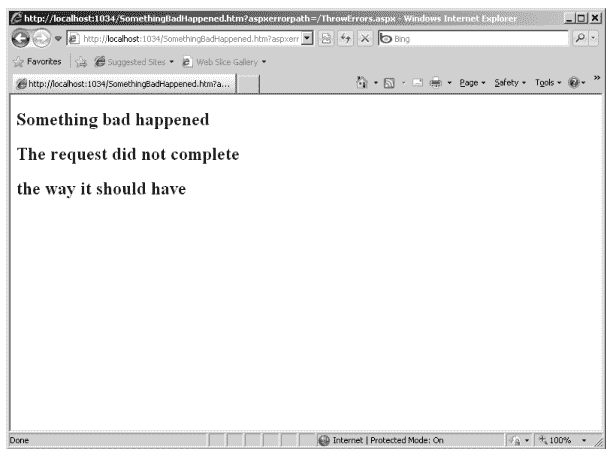 http://localhost:1034/SomethingBadHappened.htm?aspxerrorpath=/ThrowErrors.aspx - Windows Internet Explorer
http://localhost:1034/SomethingBadHappened.htm?aspxerr
Bing
Favorites Suggested Sites Web Slice Gallery
http://localhost:1034/SomethingBadHappened.htm?a...
Page Safety Tools
Something bad happened
The request did not complete
the way it should have
Done Internet | Protected Mode: On 100%